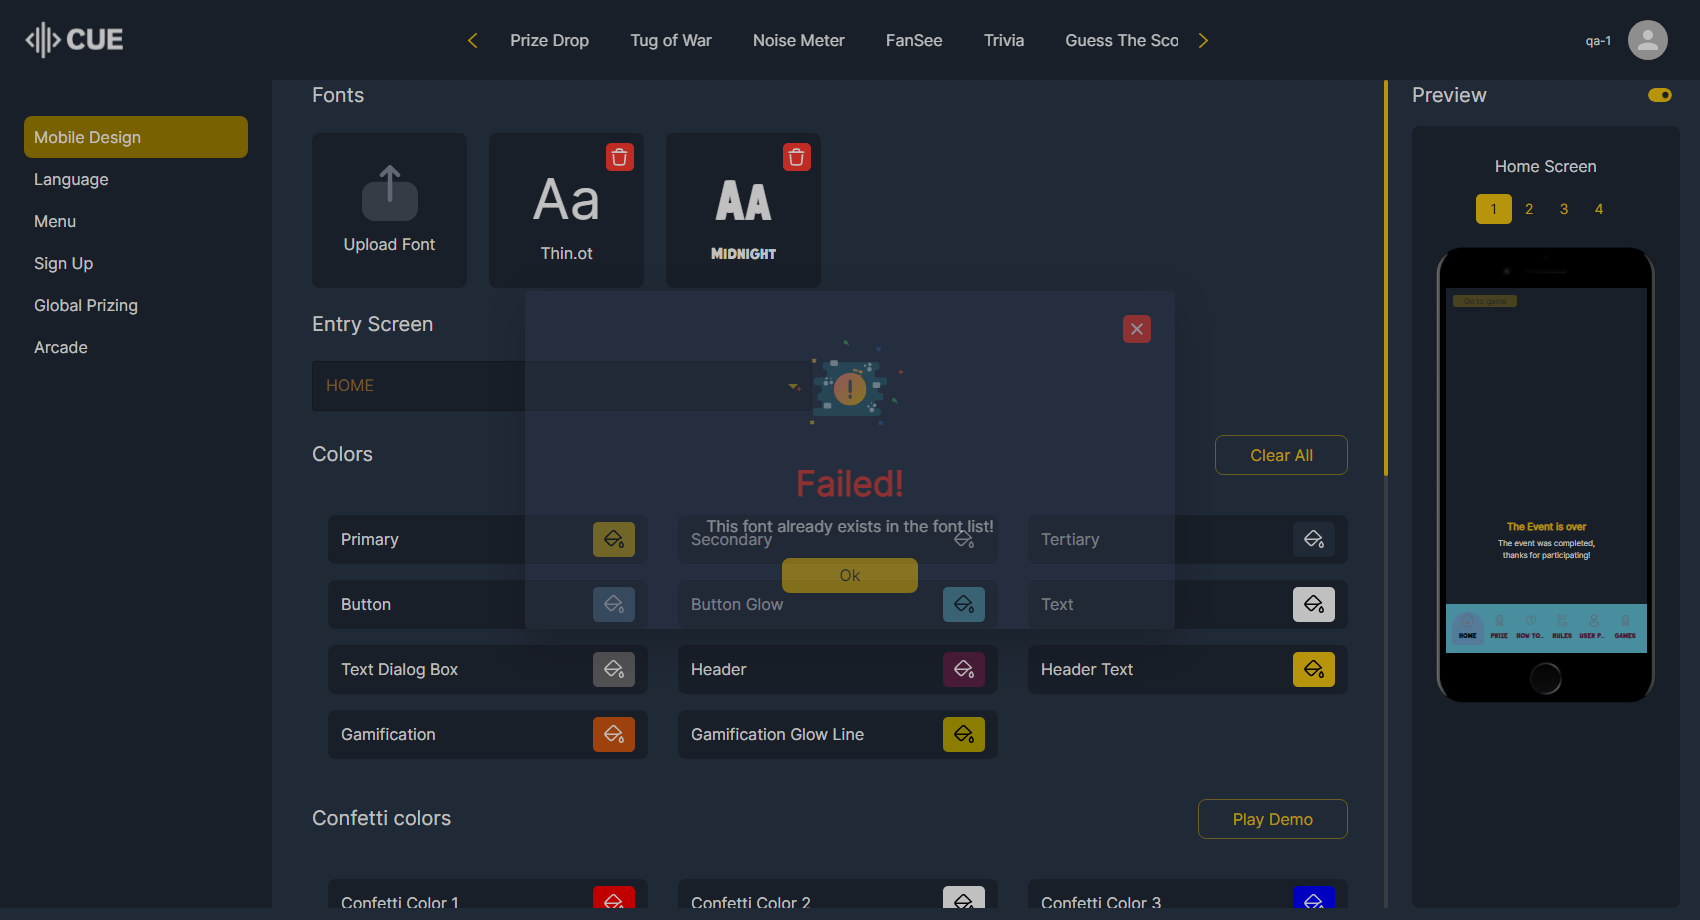 CUE
Prize Drop
Tug of War
Noise Meter
FanSee
Trivia
Guess The Sco
qa-1
Mobile Design
Language
Menu
Sign Up
Global Prizing
Arcade
Fonts
Upload Font
Aa
Thin.ot
AA
MIDNIGHT
Entry Screen
HOME
Failed!
This font already exists in the font list!
Ok
Colors
Clear All
Primary
Secondary
Tertiary
Button
Button Glow
Text
Text Dialog Box
Header
Header Text
Gamification
Gamification Glow Line
Confetti colors
Play Demo
Confetti Color 1
Confetti Color 2
Confetti Color 3
Preview
Home Screen
1 2 3 4
Go to game
The Event is over
The event was completed,
thanks for participating!
HOME
PRIZE
HOW TO..
RULES
USER P..
GAMES